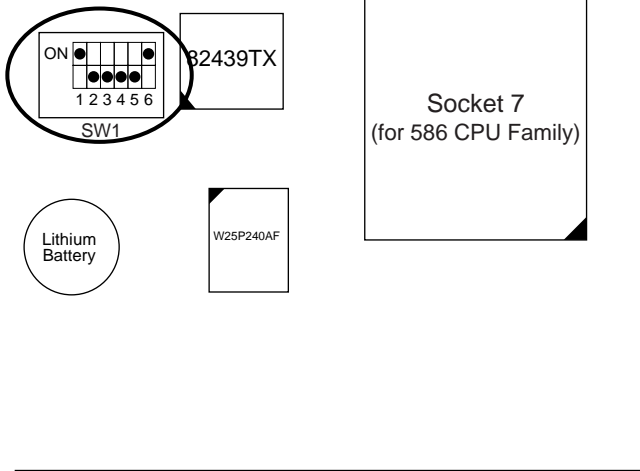 ON
1 2 3 4 5 6
SW1
82439TX
Socket 7
(for 586 CPU Family)
Lithium
Battery
W25P240AF